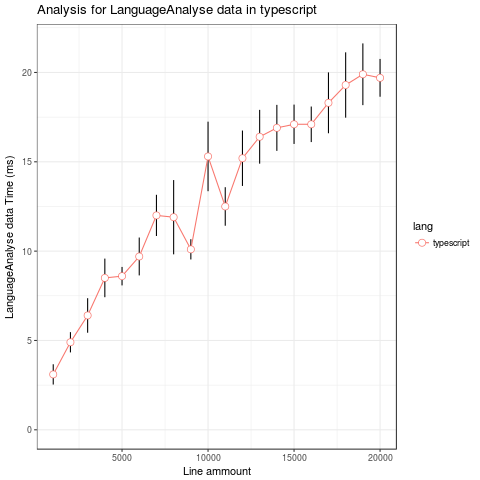 Analysis for LanguageAnalyse data in typescript
LanguageAnalyse data Time (ms)
20
15
10
5
0
5000 10000 15000 20000
Line ammount
lang
typescript